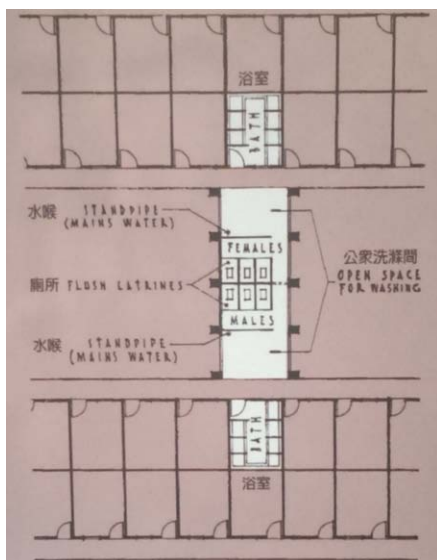 浴室
BATH
水喉 STANDPIPE
(MAINS WATER)
FEMALES
公衆洗滌間
OPEN SPACE
FOR WASHING
廁所 FLUSH LATRINES
MALES
水喉 STANDPIPE
(MAINS WATER)
BATH
浴室